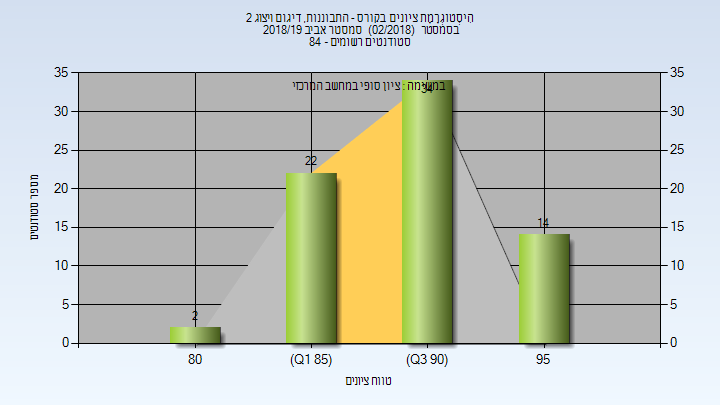 היסטוגרמת ציונים בקורס - התבוננות, דיגום ויצוג 2
בסמסטר (02/2018) סמסטר אביב 2018/19
סטודנטים רשומים - 84
במשימה : ציון סופי במחשב המרכזי
35
30
25
20
15
10
5
0
35
30
25
20
15
10
5
0
מספר סטודנטים
2
22
34
14
80
(Q1 85)
(Q3 90)
95
טווח ציונים